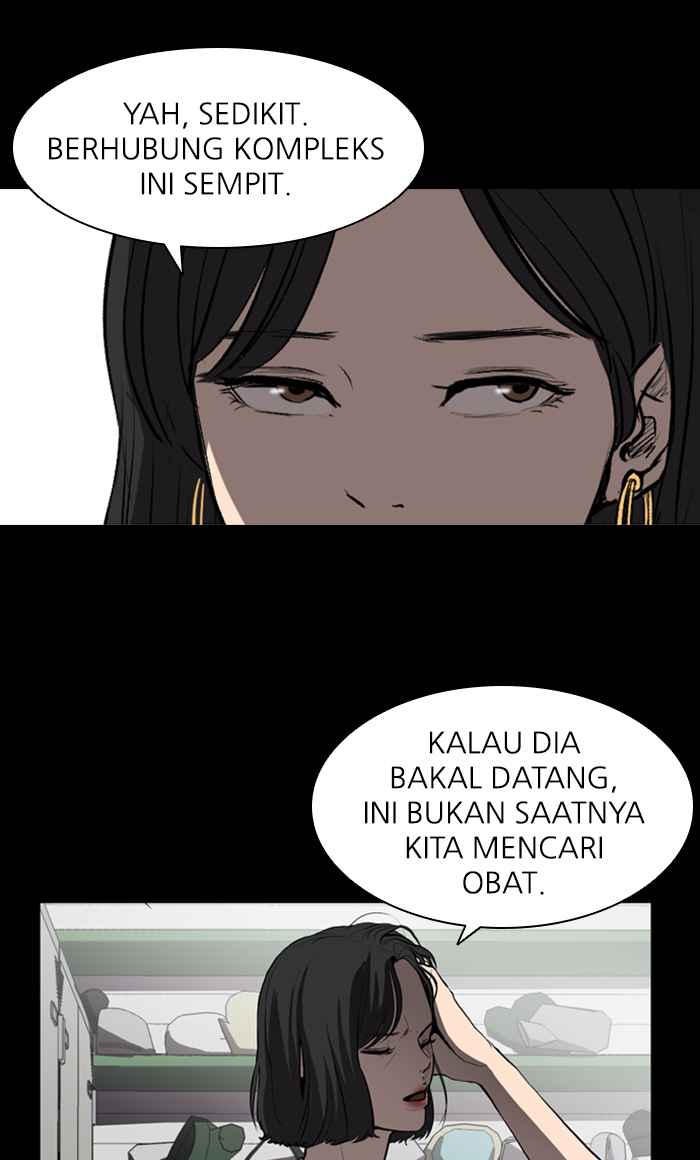 YAH, SEDIKIT.
BERHUBUNG KOMPLEKS
INI SEMPIT.
KALAU DIA
BAKAL DATANG,
INI BUKAN SAATNYA
KITA MENCARI
OBAT.